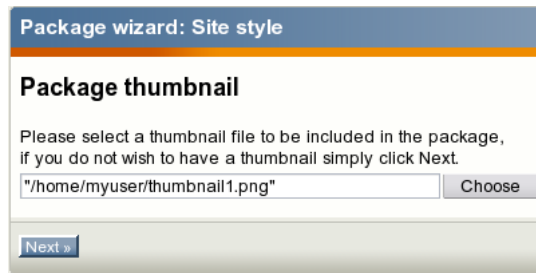 Package wizard: Site style
Package thumbnail
Please select a thumbnail file to be included in the package,
if you do not wish to have a thumbnail simply click Next.
"/home/myuser/thumbnail1.png" Choose
Next »